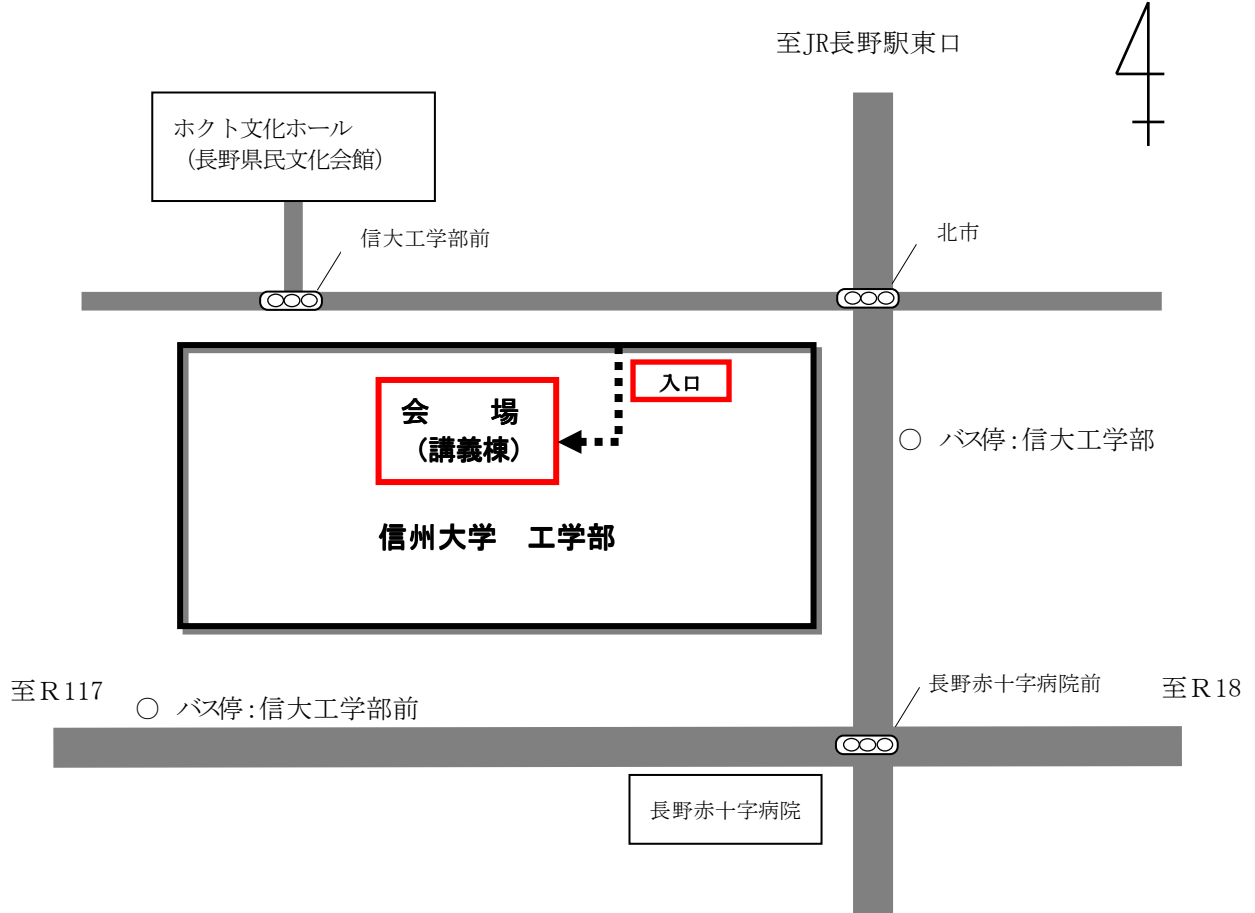 至JR長野駅東口
ホクト文化ホール
（長野県民文化会館）
信大工学部前
北市
入口
会　場
（講義棟）
○ バス停：信大工学部
信州大学　工学部
至R117
○ バス停：信大工学部前
長野赤十字病院前
至R18
長野赤十字病院